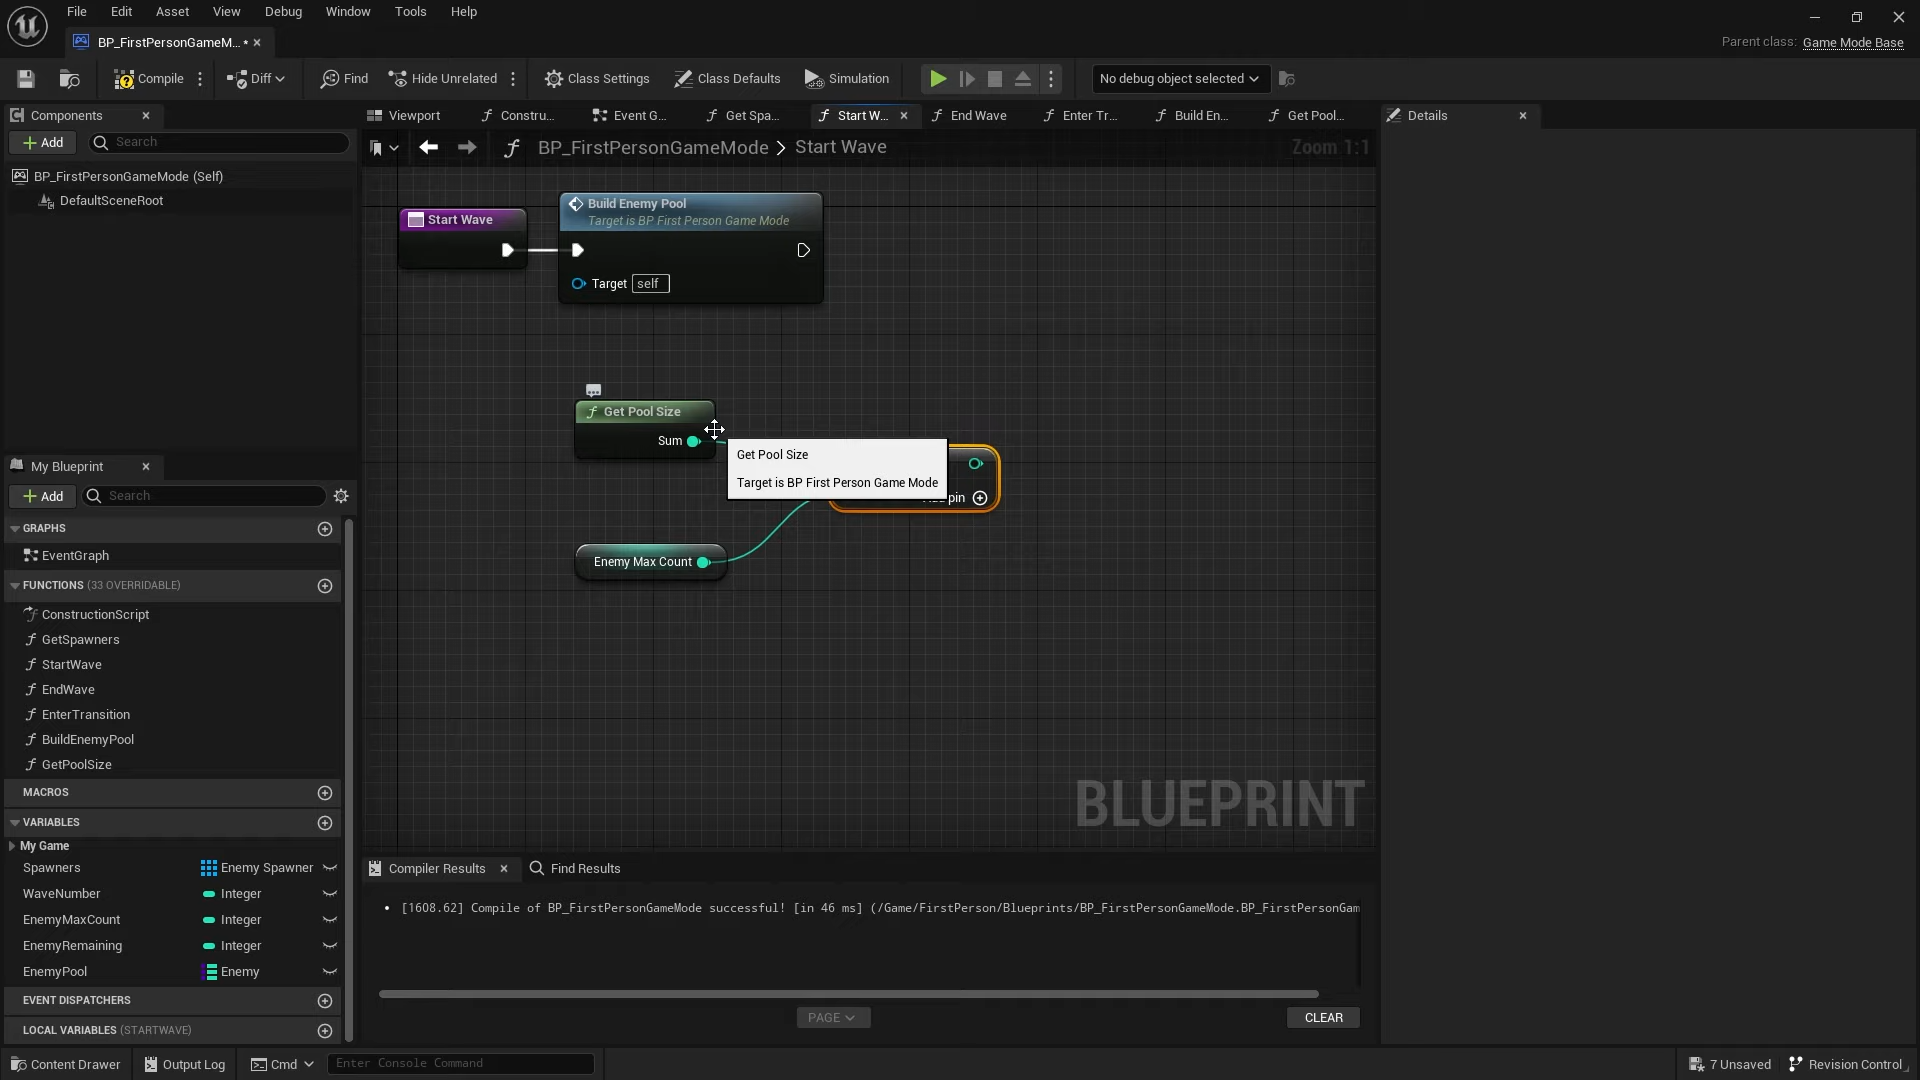 File Edit Asset View Debug Window Tools Help
BP_FirstPersonGameM... •
Parent class: Game Mode Base
Compile Diff Find Hide Unrelated Class Settings Class Defaults Simulation No debug object selected
Components
Viewport Constru... Event G... Get Spa... Start W... End Wave Enter Tr... Build En... Get Pool...
Details
Add Search
BP_FirstPersonGameMode > Start Wave
Zoom 1:1
BP_FirstPersonGameMode (Self)
DefaultSceneRoot
Build Enemy Pool
Target is BP First Person Game Mode
Start Wave
Target self
Get Pool Size
Sum
Get Pool Size
Target is BP First Person Game Mode
Enemy Max Count
BLUEPRINT
My Blueprint
Add Search
GRAPHS
EventGraph
FUNCTIONS (33 OVERRIDABLE)
ConstructionScript
GetSpawners
StartWave
EndWave
EnterTransition
BuildEnemyPool
GetPoolSize
MACROS
VARIABLES
My Game
Spawners Enemy Spawner
WaveNumber Integer
EnemyMaxCount Integer
EnemyRemaining Integer
EnemyPool Enemy
EVENT DISPATCHERS
LOCAL VARIABLES (STARTWAVE)
Compiler Results Find Results
• [1608.62] Compile of BP_FirstPersonGameMode successful! [in 46 ms] (/Game/FirstPerson/Blueprints/BP_FirstPersonGameMode.BP_FirstPersonGam
PAGE
CLEAR
Content Drawer Output Log Cmd Enter Console Command
7 Unsaved Revision Control